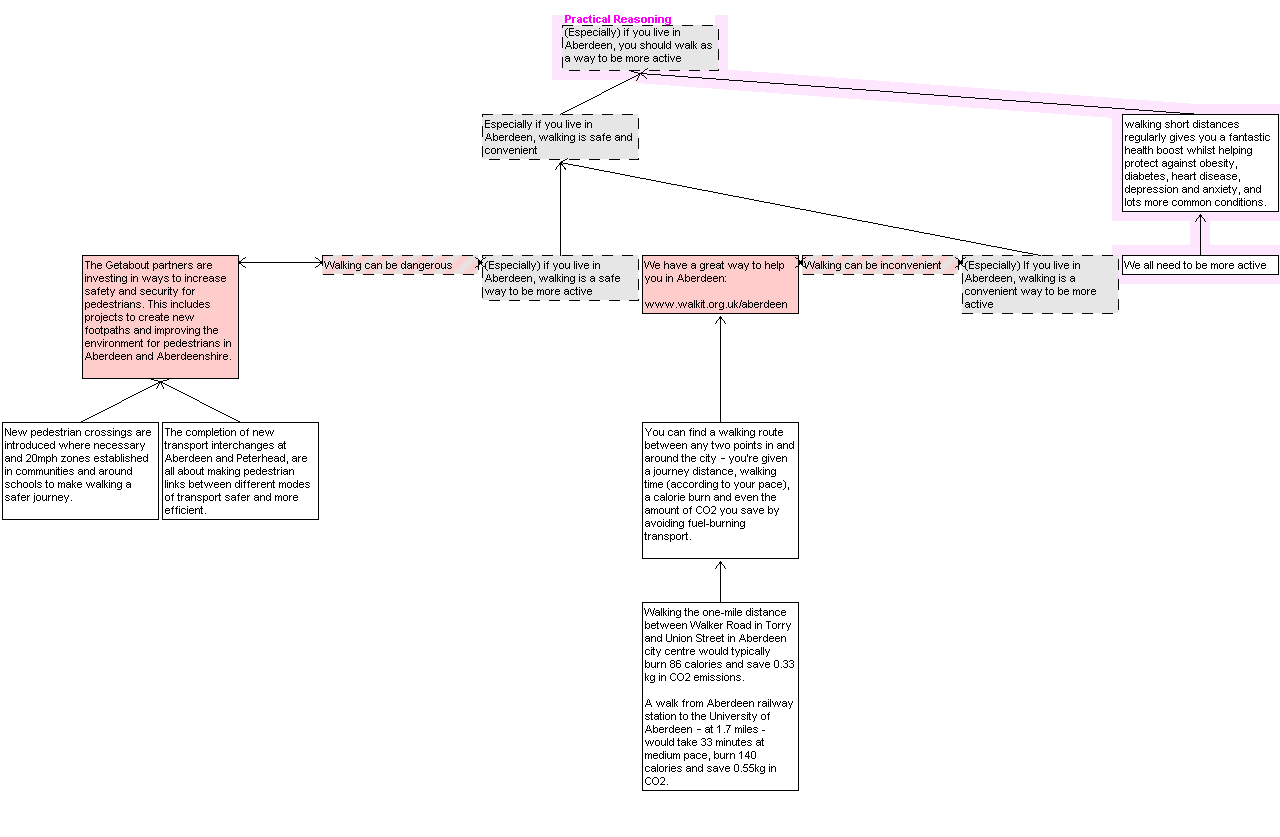 Practical Reasoning
(Especially) if you live in
Aberdeen, you should walk as
a way to be more active
Especially if you live in
Aberdeen, walking is safe and
convenient
walking short distances
regularly gives you a fantastic
health boost whilst helping
protect against obesity,
diabetes, heart disease,
depression and anxiety, and
lots more common conditions.
The Getabout partners are
investing in ways to increase
safety and security for
pedestrians. This includes
projects to create new
footpaths and improving the
environment for pedestrians in
Aberdeen and Aberdeenshire.
Walking can be dangerous
(Especially) if you live in
Aberdeen, walking is a safe
way to be more active
We have a great way to help
you in Aberdeen:
www.walkit.org.uk/aberdeen
Walking can be inconvenient
(Especially) If you live in
Aberdeen, walking is a
convenient way to be more
active
We all need to be more active
New pedestrian crossings are
introduced where necessary
and 20mph zones established
in communities and around
schools to make walking a
safer journey.
The completion of new
transport interchanges at
Aberdeen and Peterhead, are
all about making pedestrian
links between different modes
of transport safer and more
efficient.
You can find a walking route
between any two points in and
around the city – you're given
a journey distance, walking
time (according to your pace),
a calorie burn and even the
amount of CO2 you save by
avoiding fuel-burning
transport.
Walking the one-mile distance
between Walker Road in Torry
and Union Street in Aberdeen
city centre would typically
burn 86 calories and save 0.33
kg in CO2 emissions.
A walk from Aberdeen railway
station to the University of
Aberdeen – at 1.7 miles -
would take 33 minutes at
medium pace, burn 140
calories and save 0.55kg in
CO2.